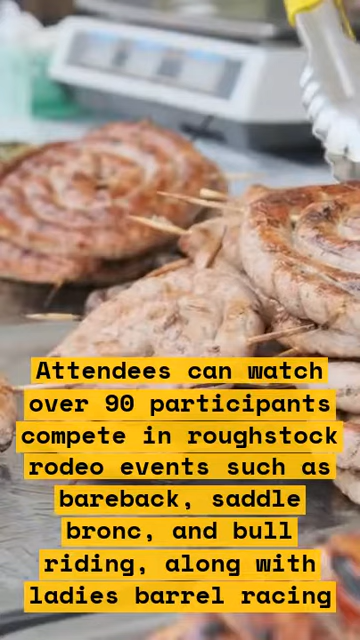 Attendees can watch
over 90 participants
compete in roughstock
rodeo events such as
bareback, saddle
bronc, and bull
riding, along with
ladies barrel racing